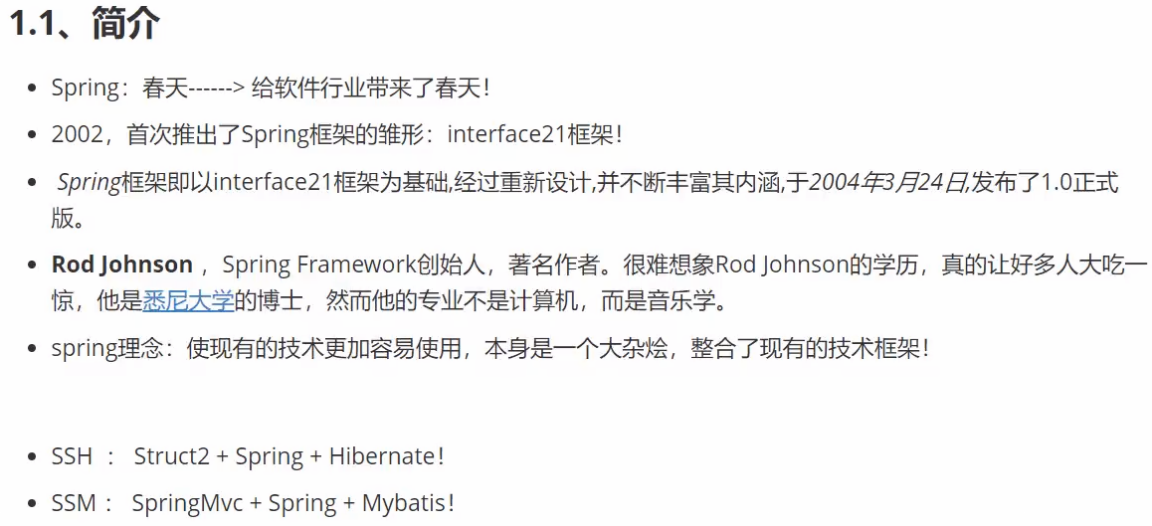 1.1、简介
• Spring：春天------> 给软件行业带来了春天！
• 2002，首次推出了Spring框架的雏形：interface21框架！
• Spring框架即以interface21框架为基础,经过重新设计,并不断丰富其内涵,于2004年3月24日,发布了1.0正式
版。
• Rod Johnson ，Spring Framework创始人，著名作者。很难想象Rod Johnson的学历，真的让好多人大吃一
惊，他是悉尼大学的博士，然而他的专业不是计算机，而是音乐学。
• spring理念：使现有的技术更加容易使用，本身是一个大杂烩，整合了现有的技术框架！
• SSH ： Struct2 + Spring + Hibernate！
• SSM ： SpringMvc + Spring + Mybatis！